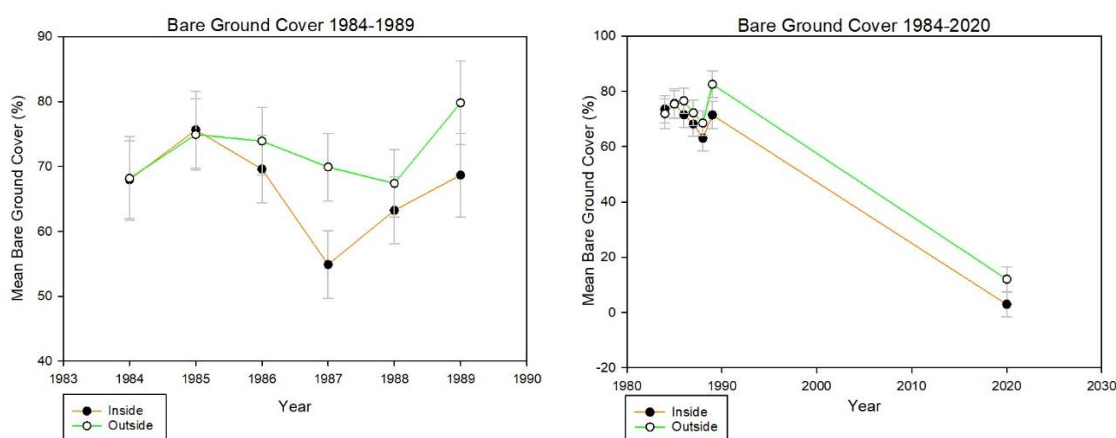 Bare Ground Cover 1984-1989
Mean Bare Ground Cover (%)
90
80
70
60
50
40
1983 1984 1985 1986 1987 1988 1989 1990
Year
Inside
Outside
Bare Ground Cover 1984-2020
Mean Bare Ground Cover (%)
100
80
60
40
20
0
-20
1980 1990 2000 2010 2020 2030
Year
Inside
Outside